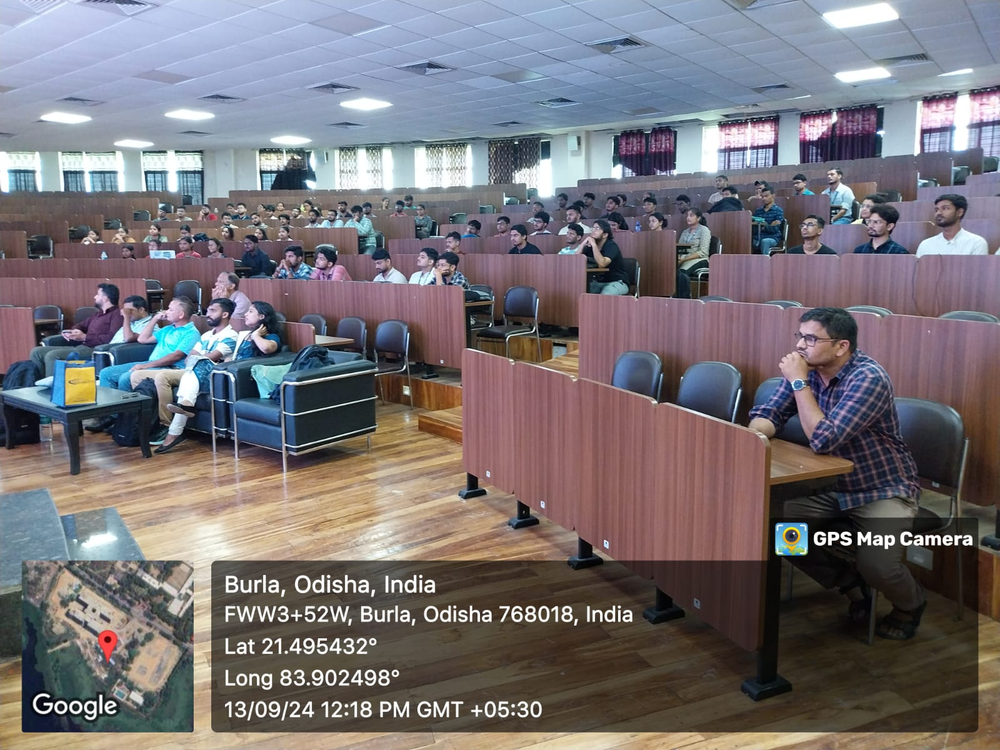 GPS Map Camera
Burla, Odisha, India
FWW3+52W, Burla, Odisha 768018, India
Lat 21.495432°
Long 83.902498°
13/09/24 12:18 PM GMT +05:30
Google